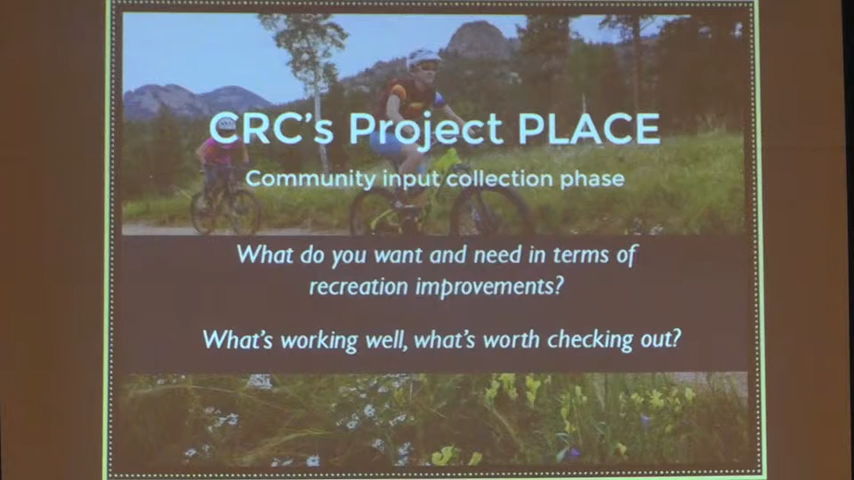 CRC's Project PLACE
Community input collection phase
What do you want and need in terms of
recreation improvements?
What's working well, what's worth checking out?